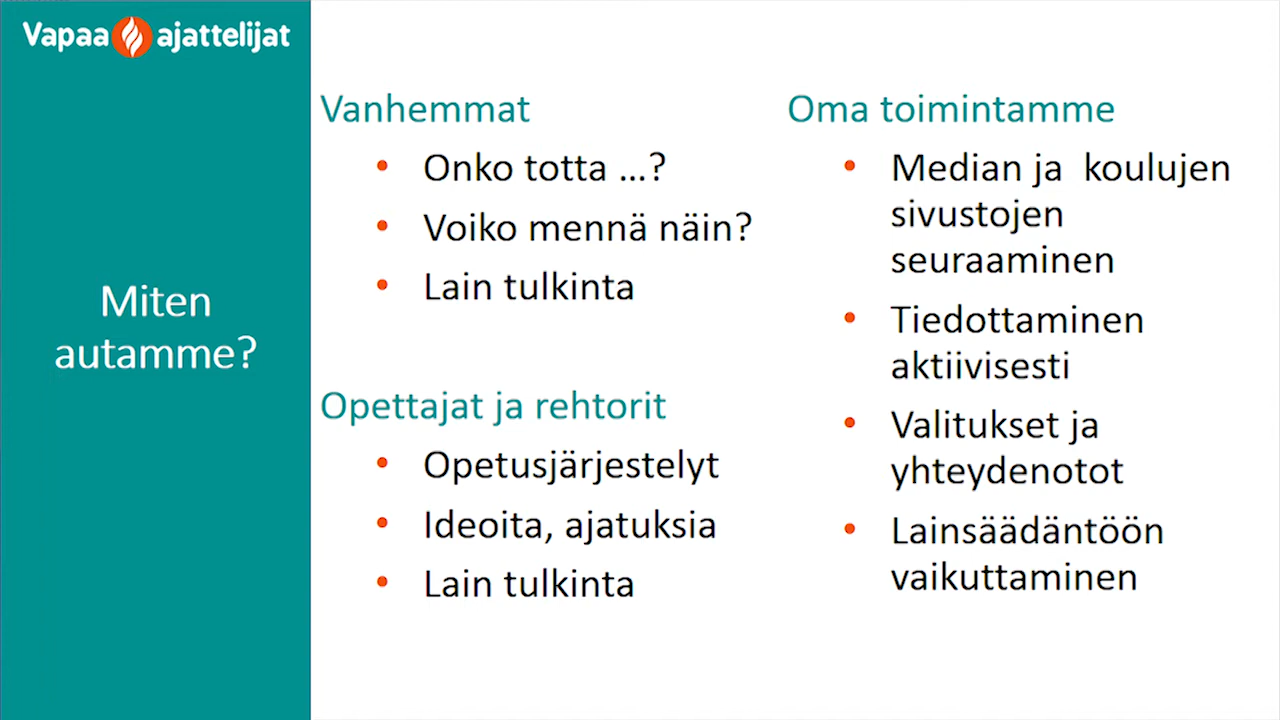 Vapaa ajattelijat
Miten
autamme?
Vanhemmat
• Onko totta ...?
• Voiko mennä näin?
• Lain tulkinta
Opettajat ja rehtorit
• Opetusjärjestelyt
• Ideoita, ajatuksia
• Lain tulkinta
Oma toimintamme
• Median ja koulujen
sivustojen
seuraaminen
• Tiedottaminen
aktiivisesti
• Valitukset ja
yhteydenotot
• Lainsäädäntöön
vaikuttaminen